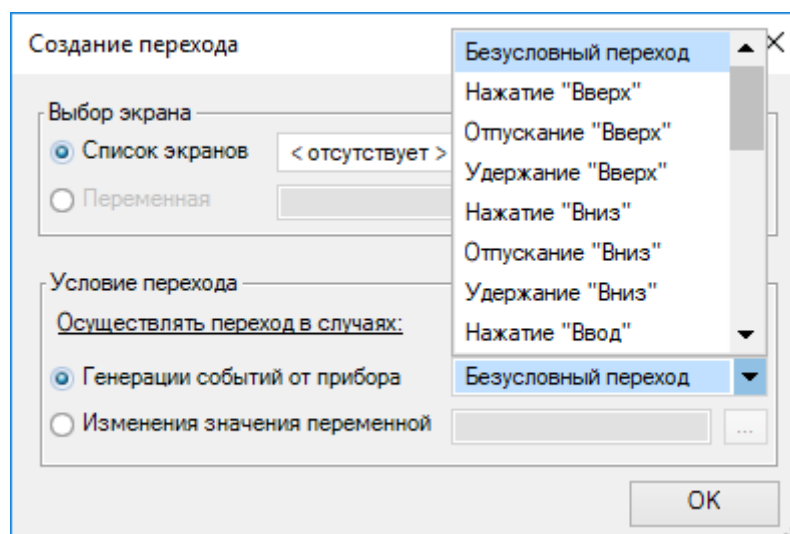 Создание перехода
Безусловный переход
Нажатие "Вверх"
Отпускание "Вверх"
Удержание "Вверх"
Нажатие "Вниз"
Отпускание "Вниз"
Удержание "Вниз"
Нажатие "Ввод"
Выбор экрана
Список экранов
< отсутствует >
Переменная
Условие перехода
Осуществлять переход в случаях:
Генерации событий от прибора
Безусловный переход
Изменения значения переменной
...
OK